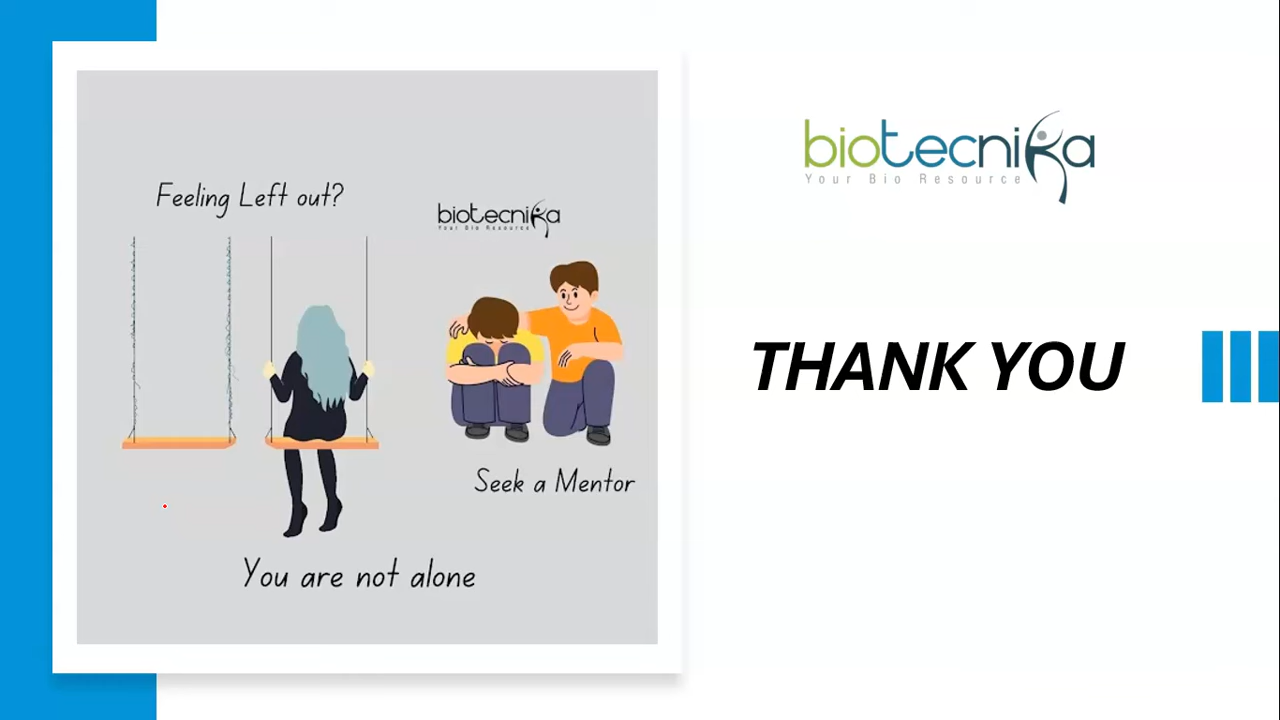 Feeling Left out?
biotecnika
Your Bio Resource
Seek a Mentor
You are not alone
biotecnika
Your Bio Resource
THANK YOU